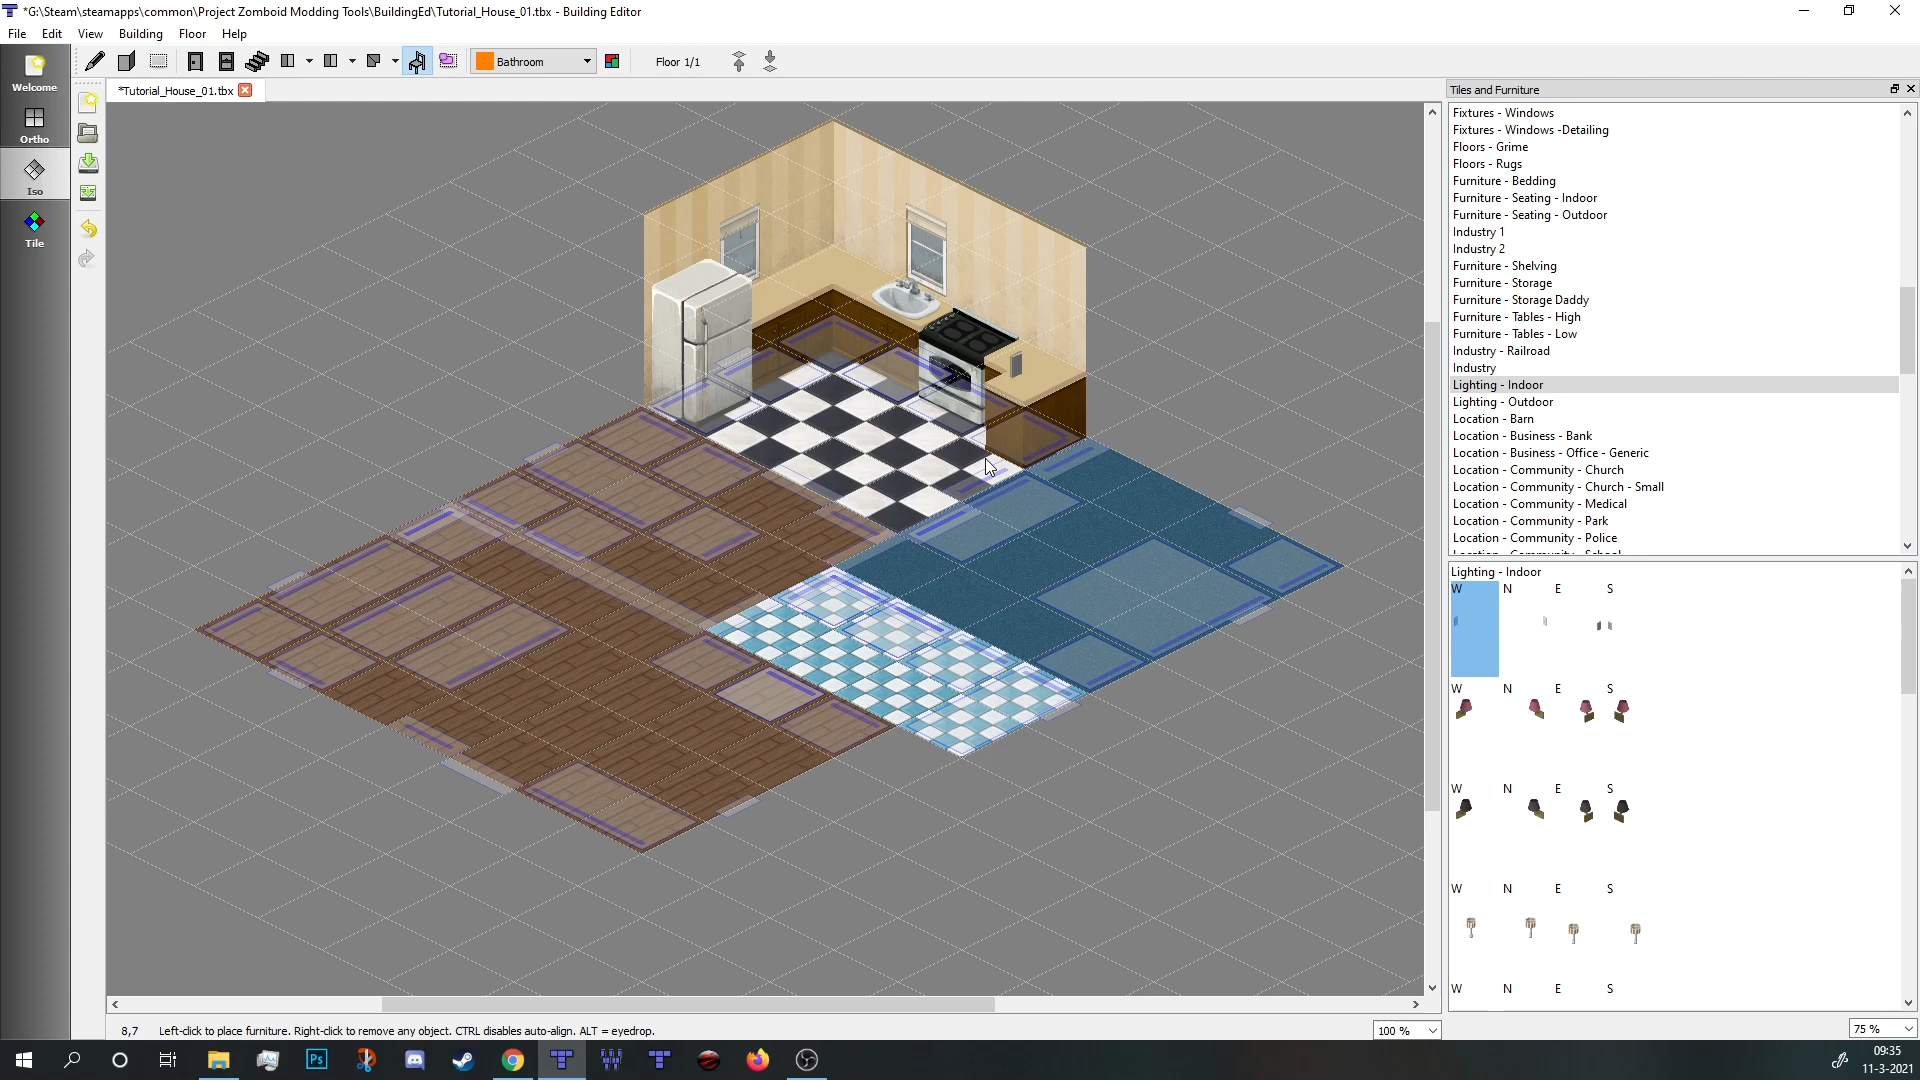 *G:\Steam\steamapps\common\Project Zomboid Modding Tools\BuildingEd\Tutorial_House_01.tbx - Building Editor
File Edit View Building Floor Help
Welcome
Ortho
Iso
Tile
Bathroom
Floor 1/1
*Tutorial_House_01.tbx
Tiles and Furniture
Fixtures - Windows
Fixtures - Windows -Detailing
Floors - Grime
Floors - Rugs
Furniture - Bedding
Furniture - Seating - Indoor
Furniture - Seating - Outdoor
Industry 1
Industry 2
Furniture - Shelving
Furniture - Storage
Furniture - Storage Daddy
Furniture - Tables - High
Furniture - Tables - Low
Industry - Railroad
Industry
Lighting - Indoor
Lighting - Outdoor
Location - Barn
Location - Business - Bank
Location - Business - Office - Generic
Location - Community - Church
Location - Community - Church - Small
Location - Community - Medical
Location - Community - Park
Location - Community - Police
Location - Community - School
Lighting - Indoor
W N E S
W N E S
W N E S
W N E S
W N E S
8,7 Left-click to place furniture. Right-click to remove any object. CTRL disables auto-align. ALT = eyedrop.
100 %
75 %
Ps
09:35
11-3-2021